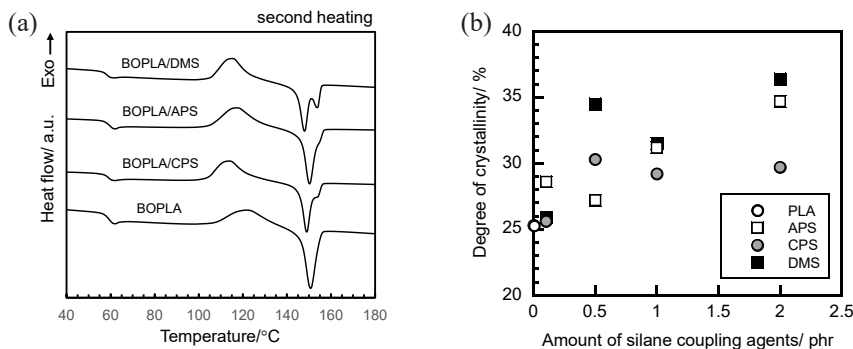 (a)
second heating
Exo →
Heat flow/ a.u.
BOPLA/DMS
BOPLA/APS
BOPLA/CPS
BOPLA
40 60 80 100 120 140 160 180
Temperature/°C
(b)
Degree of crystallinity/ %
40
35
30
25
20
PLA
APS
CPS
DMS
0 0.5 1 1.5 2 2.5
Amount of silane coupling agents/ phr